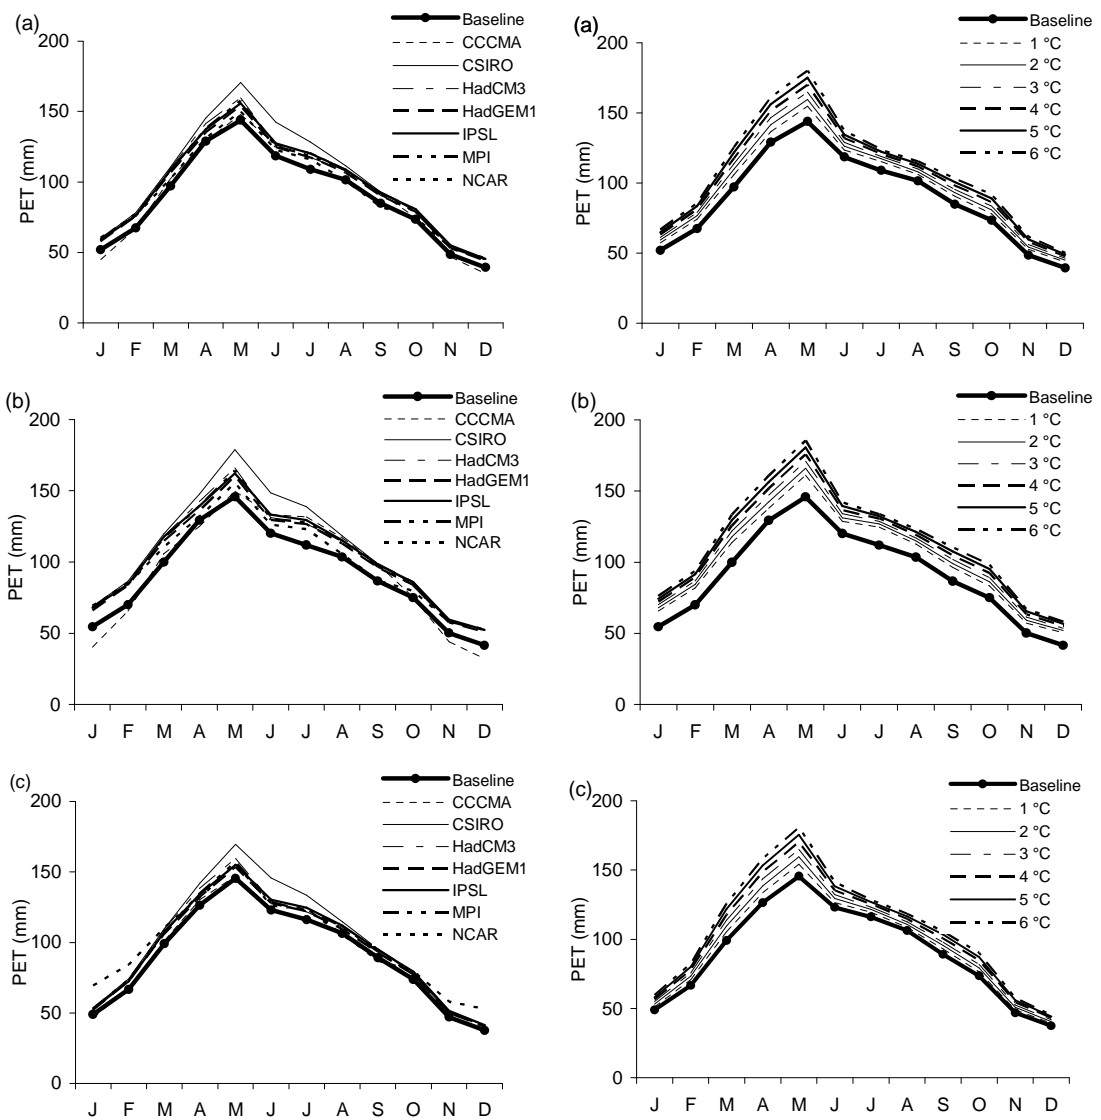 (a)
Baseline
CCCMA
CSIRO
HadCM3
HadGEM1
IPSL
MPI
NCAR
PET (mm)
200
150
100
50
0
J F M A M J J A S O N D
(a)
Baseline
1 °C
2 °C
3 °C
4 °C
5 °C
6 °C
PET (mm)
200
150
100
50
0
J F M A M J J A S O N D
(b)
Baseline
CCCMA
CSIRO
HadCM3
HadGEM1
IPSL
MPI
NCAR
PET (mm)
200
150
100
50
0
J F M A M J J A S O N D
(b)
Baseline
1 °C
2 °C
3 °C
4 °C
5 °C
6 °C
PET (mm)
200
150
100
50
0
J F M A M J J A S O N D
(c)
Baseline
CCCMA
CSIRO
HadCM3
HadGEM1
IPSL
MPI
NCAR
PET (mm)
200
150
100
50
0
J F M A M J J A S O N D
(c)
Baseline
1 °C
2 °C
3 °C
4 °C
5 °C
6 °C
PET (mm)
200
150
100
50
0
J F M A M J J A S O N D